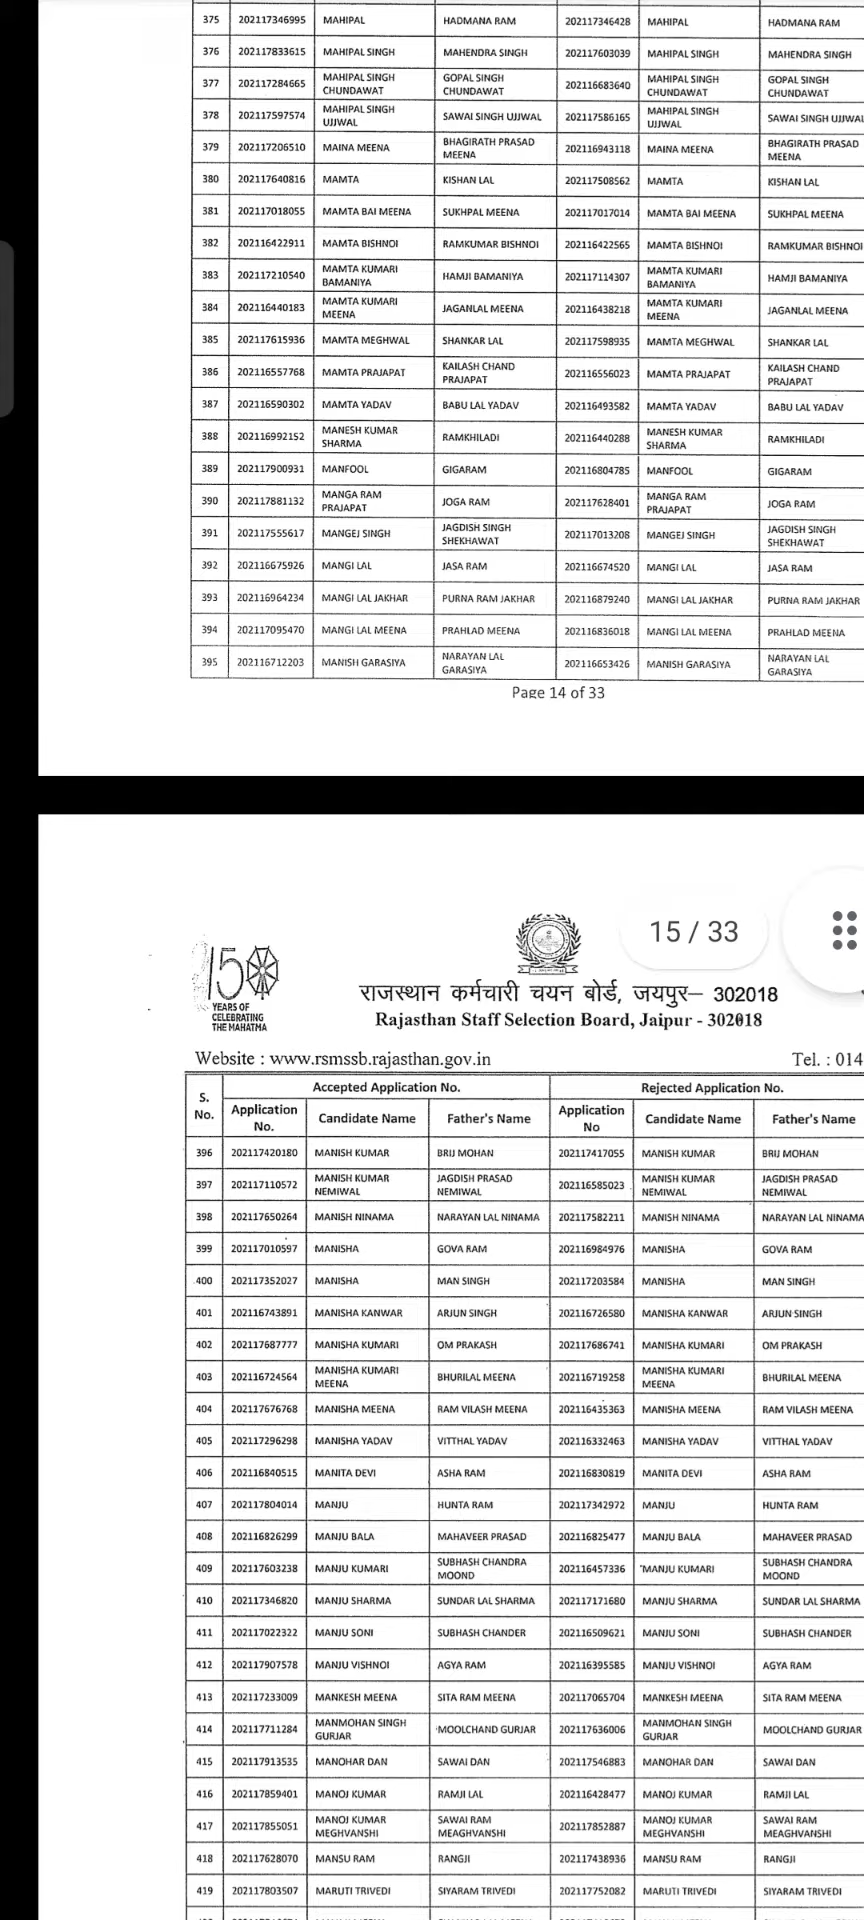 375 202117346995 MAHIPAL HADMANA RAM 202117346428 MAHIPAL HADMANA RAM
376 202117833615 MAHIPAL SINGH MAHENDRA SINGH 202117603039 MAHIPAL SINGH MAHENDRA SINGH
377 202117284665 MAHIPAL SINGH CHUNDAWAT GOPAL SINGH CHUNDAWAT 202116683640 MAHIPAL SINGH CHUNDAWAT GOPAL SINGH CHUNDAWAT
378 202117597574 MAHIPAL SINGH UJJWAL SAWAI SINGH UJJWAL 202117586165 MAHIPAL SINGH UJJWAL SAWAI SINGH UJJWAL
379 202117206510 MAINA MEENA BHAGIRATH PRASAD MEENA 202116943118 MAINA MEENA BHAGIRATH PRASAD MEENA
380 202117640816 MAMTA KISHAN LAL 202117508562 MAMTA KISHAN LAL
381 202117018055 MAMTA BAI MEENA SUKHPAL MEENA 202117017014 MAMTA BAI MEENA SUKHPAL MEENA
382 202116422911 MAMTA BISHNOI RAMKUMAR BISHNOI 202116422565 MAMTA BISHNOI RAMKUMAR BISHNOI
383 202117210540 MAMTA KUMARI BAMANIYA HAMJI BAMANIYA 202117114307 MAMTA KUMARI BAMANIYA HAMJI BAMANIYA
384 202116440183 MAMTA KUMARI MEENA JAGANLAL MEENA 202116438218 MAMTA KUMARI MEENA JAGANLAL MEENA
385 202117615936 MAMTA MEGHWAL SHANKAR LAL 202117598935 MAMTA MEGHWAL SHANKAR LAL
386 202116557768 MAMTA PRAJAPAT KAILASH CHAND PRAJAPAT 202116556023 MAMTA PRAJAPAT KAILASH CHAND PRAJAPAT
387 202116590302 MAMTA YADAV BABU LAL YADAV 202116493582 MAMTA YADAV BABU LAL YADAV
388 202116992152 MANESH KUMAR SHARMA RAMKHILADI 202116440288 MANESH KUMAR SHARMA RAMKHILADI
389 202117900931 MANFOOL GIGARAM 202116804785 MANFOOL GIGARAM
390 202117881132 MANGA RAM PRAJAPAT JOGA RAM 202117628401 MANGA RAM PRAJAPAT JOGA RAM
391 202117555617 MANGEJ SINGH JAGDISH SINGH SHEKHAWAT 202117013208 MANGEJ SINGH JAGDISH SINGH SHEKHAWAT
392 202116675926 MANGI LAL JASA RAM 202116674520 MANGI LAL JASA RAM
393 202116964234 MANGI LAL JAKHAR PURNA RAM JAKHAR 202116879240 MANGI LAL JAKHAR PURNA RAM JAKHAR
394 202117095470 MANGI LAL MEENA PRAHLAD MEENA 202116836018 MANGI LAL MEENA PRAHLAD MEENA
395 202116712203 MANISH GARASIYA NARAYAN LAL GARASIYA 202116653426 MANISH GARASIYA NARAYAN LAL GARASIYA
Page 14 of 33
15 / 33
150
YEARS OF
CELEBRATING
THE MAHATMA
राजस्थान कर्मचारी चयन बोर्ड, जयपुर– 302018
Rajasthan Staff Selection Board, Jaipur - 302018
Website : www.rsmssb.rajasthan.gov.in Tel. : 014
S. No. Accepted Application No. Rejected Application No.
Application No. Candidate Name Father's Name Application No Candidate Name Father's Name
396 202117420180 MANISH KUMAR BRIJ MOHAN 202117417055 MANISH KUMAR BRIJ MOHAN
397 202117110572 MANISH KUMAR NEMIWAL JAGDISH PRASAD NEMIWAL 202116585023 MANISH KUMAR NEMIWAL JAGDISH PRASAD NEMIWAL
398 202117650264 MANISH NINAMA NARAYAN LAL NINAMA 202117582211 MANISH NINAMA NARAYAN LAL NINAMA
399 202117010597 MANISHA GOVA RAM 202116984976 MANISHA GOVA RAM
400 202117352027 MANISHA MAN SINGH 202117203584 MANISHA MAN SINGH
401 202116743891 MANISHA KANWAR ARJUN SINGH 202116726580 MANISHA KANWAR ARJUN SINGH
402 202117687777 MANISHA KUMARI OM PRAKASH 202117686741 MANISHA KUMARI OM PRAKASH
403 202116724564 MANISHA KUMARI MEENA BHURILAL MEENA 202116719258 MANISHA KUMARI MEENA BHURILAL MEENA
404 202117676768 MANISHA MEENA RAM VILASH MEENA 202116435363 MANISHA MEENA RAM VILASH MEENA
405 202117296298 MANISHA YADAV VITTHAL YADAV 202116332463 MANISHA YADAV VITTHAL YADAV
406 202116840515 MANITA DEVI ASHA RAM 202116830819 MANITA DEVI ASHA RAM
407 202117804014 MANJU HUNTA RAM 202117342972 MANJU HUNTA RAM
408 202116826299 MANJU BALA MAHAVEER PRASAD 202116825477 MANJU BALA MAHAVEER PRASAD
409 202117603238 MANJU KUMARI SUBHASH CHANDRA MOOND 202116457336 MANJU KUMARI SUBHASH CHANDRA MOOND
410 202117346820 MANJU SHARMA SUNDAR LAL SHARMA 202117171680 MANJU SHARMA SUNDAR LAL SHARMA
411 202117022322 MANJU SONI SUBHASH CHANDER 202116509621 MANJU SONI SUBHASH CHANDER
412 202117907578 MANJU VISHNOI AGYA RAM 202116395585 MANJU VISHNOI AGYA RAM
413 202117233009 MANKESH MEENA SITA RAM MEENA 202117065704 MANKESH MEENA SITA RAM MEENA
414 202117711284 MANMOHAN SINGH GURJAR MOOLCHAND GURJAR 202117636006 MANMOHAN SINGH GURJAR MOOLCHAND GURJAR
415 202117913535 MANOHAR DAN SAWAI DAN 202117546883 MANOHAR DAN SAWAI DAN
416 202117859401 MANOJ KUMAR RAMJI LAL 202116428477 MANOJ KUMAR RAMJI LAL
417 202117855051 MANOJ KUMAR MEGHVANSHI SAWAI RAM MEAGHVANSHI 202117852887 MANOJ KUMAR MEGHVANSHI SAWAI RAM MEAGHVANSHI
418 202117628070 MANSU RAM RANGJI 202117438936 MANSU RAM RANGJI
419 202117803507 MARUTI TRIVEDI SIYARAM TRIVEDI 202117752082 MARUTI TRIVEDI SIYARAM TRIVEDI